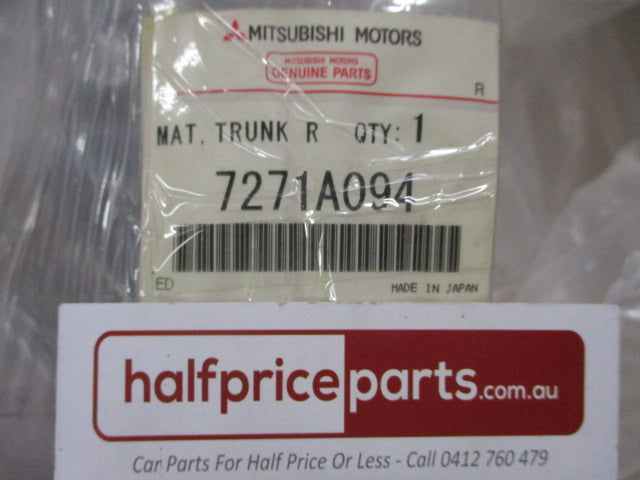 MITSUBISHI MOTORS
MITSUBISHI MOTORS
GENUINE PARTS
R
MAT, TRUNK R QTY: 1
7271A094
ED MADE IN JAPAN
halfpriceparts.com.au
Car Parts For Half Price Or Less - Call 0412 760 479